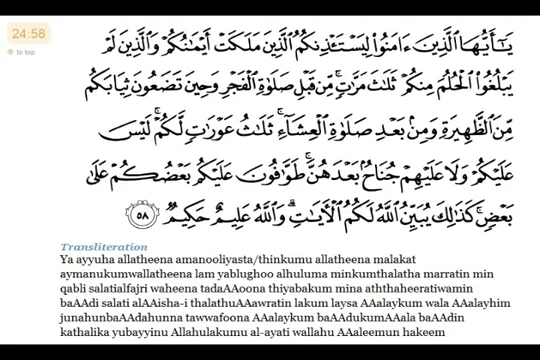 24:58
to top
يَٰٓأَيُّهَا ٱلَّذِينَ ءَامَنُوا۟ لِيَسْتَـْٔذِنكُمُ ٱلَّذِينَ مَلَكَتْ أَيْمَٰنُكُمْ وَٱلَّذِينَ لَمْ
يَبْلُغُوا۟ ٱلْحُلُمَ مِنكُمْ ثَلَٰثَ مَرَّٰتٍۢ ۚ مِّن قَبْلِ صَلَوٰةِ ٱلْفَجْرِ وَحِينَ تَضَعُونَ ثِيَابَكُم
مِّنَ ٱلظَّهِيرَةِ وَمِنۢ بَعْدِ صَلَوٰةِ ٱلْعِشَآءِ ۚ ثَلَٰثُ عَوْرَٰتٍۢ لَّكُمْ ۚ لَيْسَ
عَلَيْكُمْ وَلَا عَلَيْهِمْ جُنَاحٌۢ بَعْدَهُنَّ ۚ طَوَّٰفُونَ عَلَيْكُم بَعْضُكُمْ عَلَىٰ
بَعْضٍۢ ۚ كَذَٰلِكَ يُبَيِّنُ ٱللَّهُ لَكُمُ ٱلْـَٔايَٰتِ ۗ وَٱللَّهُ عَلِيمٌ حَكِيمٌۭ ٥٨
Transliteration
Ya ayyuha allatheena amanooliyasta/thinkumu allatheena malakat
aymanukumwallatheena lam yablughoo alhuluma minkumthalatha marratin min
qabli salatialfajri waheena tadaAAoona thiyabakum mina aththaheeratiwamin
baAAdi salati alAAisha-i thalathuAAawratin lakum laysa AAalaykum wala AAalayhim
junahunbaAAdahunna tawwafoona AAalaykum baAAdukumAAala baAAdin
kathalika yubayyinu Allahulakumu al-ayati wallahu AAaleemun hakeem